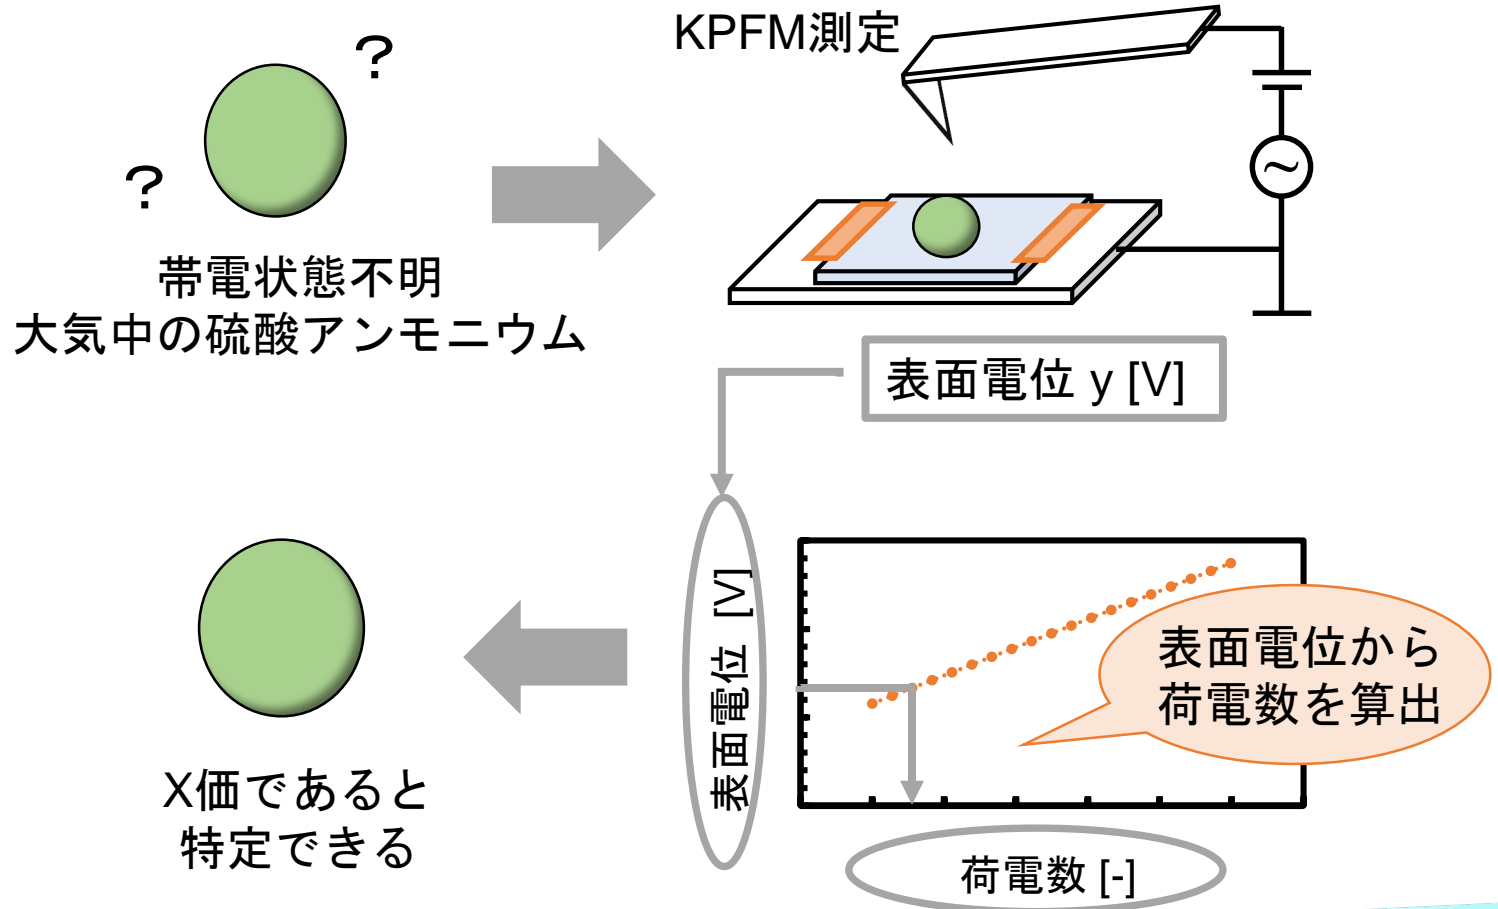 KPFM測定
?
?
~
帯電状態不明
大気中の硫酸アンモニウム
表面電位 y [V]
表面電位 [V]
表面電位から
荷電数を算出
X価であると
特定できる
荷電数 [-]